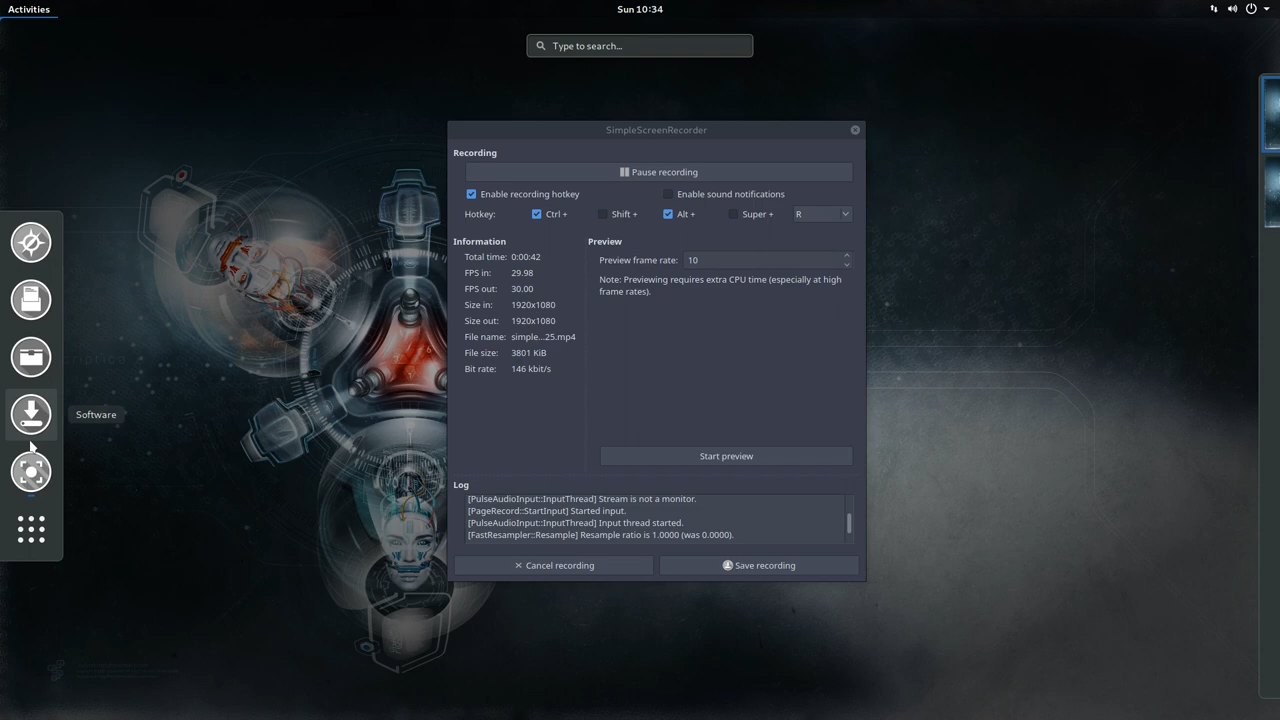 Activities
Sun 10:34
Type to search...
SimpleScreenRecorder
Recording
Pause recording
Enable recording hotkey
Enable sound notifications
Hotkey:
Ctrl +
Shift +
Alt +
Super +
R
Information
Preview
Total time: 0:00:42
Preview frame rate: 10
FPS in: 29.98
Note: Previewing requires extra CPU time (especially at high
frame rates).
FPS out: 30.00
Size in: 1920x1080
Size out: 1920x1080
File name: simple...25.mp4
File size: 3801 KiB
Bit rate: 146 kbit/s
Software
Start preview
Log
[PulseAudioInput::InputThread] Stream is not a monitor.
[PageRecord::StartInput] Started input.
[PulseAudioInput::InputThread] Input thread started.
[FastResampler::Resample] Resample ratio is 1.0000 (was 0.0000).
Cancel recording
Save recording